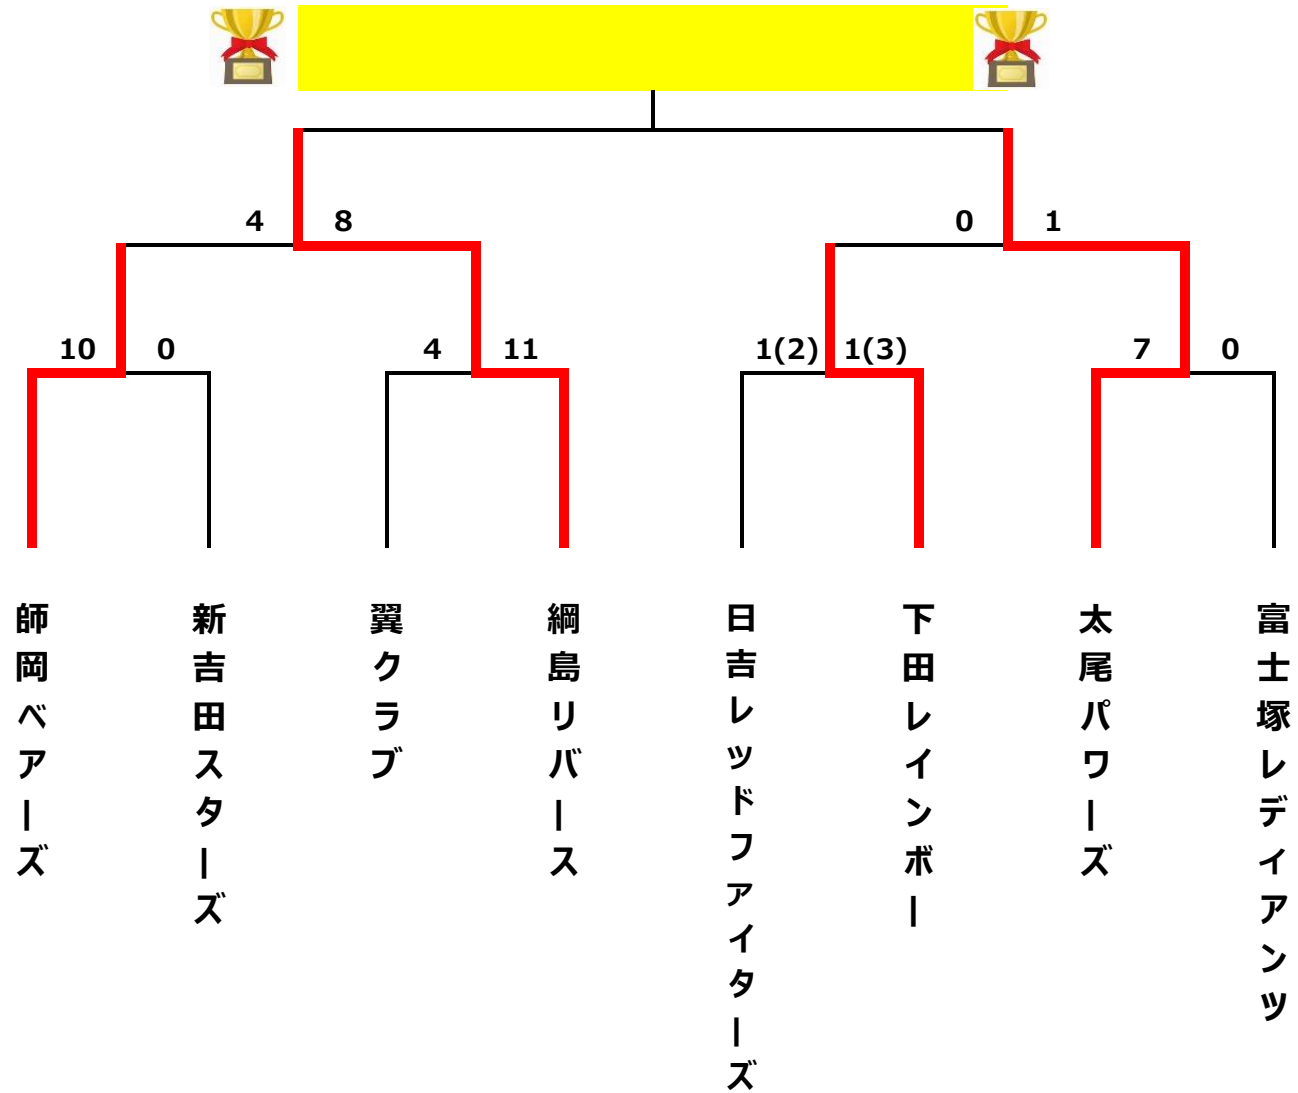 4 8 0 1
10 0 4 11 1(2) 1(3) 7 0
師岡ベアーズ
新吉田スターズ
翼クラブ
綱島リバース
日吉レッドファイターズ
下田レインボー
太尾パワーズ
富士塚レディアンツ